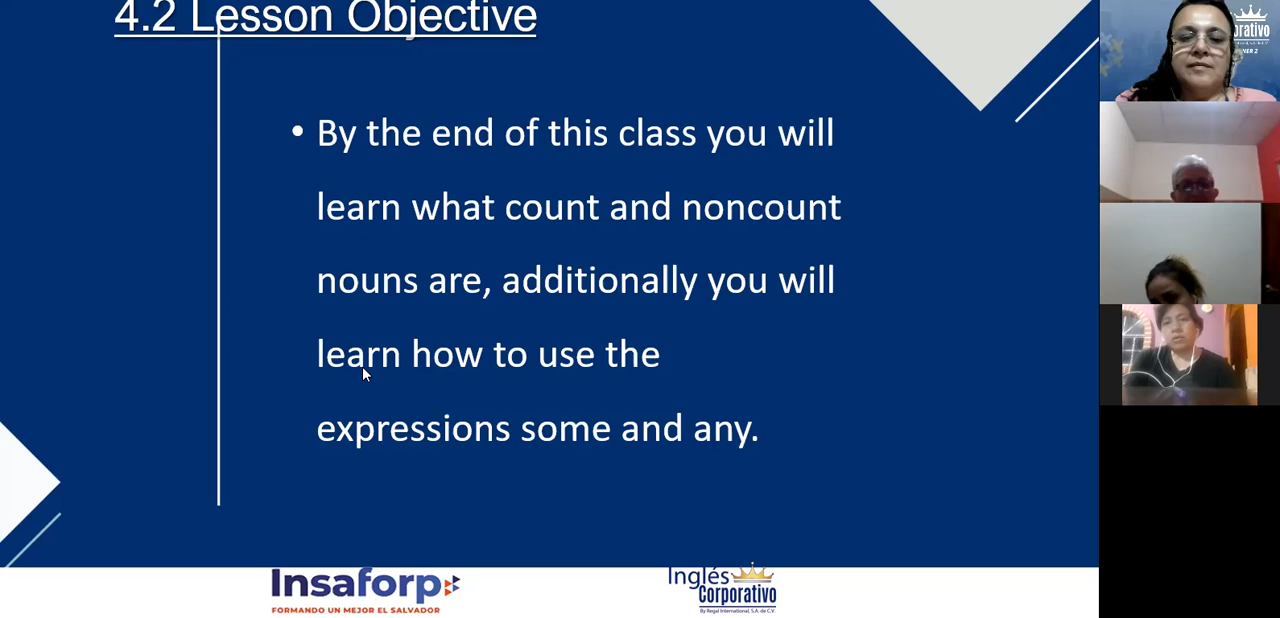 4.2 Lesson Objective
• By the end of this class you will
learn what count and noncount
nouns are, additionally you will
learn how to use the
expressions some and any.
Insaforp
FORMANDO UN MEJOR EL SALVADOR
Inglés
Corporativo
By Regal International, S.A. de C.V.
orativo